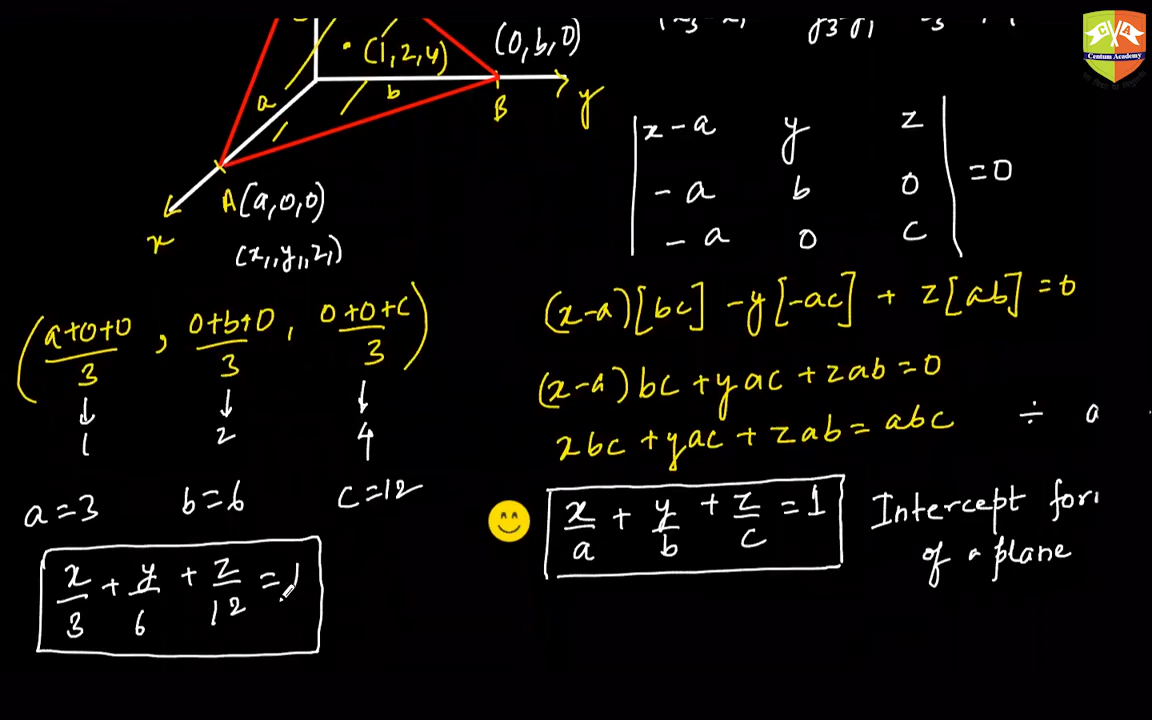 (0, b, 0)
• (1, 2, 4)
a
b
B
y
A (a, 0, 0)
x
(x₁, y₁, z₁)
(a+0+0/3 , 0+b+0/3 , 0+0+c/3)
↓ ↓ ↓
1 2 4
a = 3 b = 6 c = 12
x/3 + y/6 + z/12 = 1
CA
Centum Academy
| x - a y z |
| - a b 0 | = 0
| - a 0 c |
(x-a)[bc] - y[-ac] + z[ab] = 0
(x-a) bc + yac + zab = 0
xbc + yac + zab = abc ÷ a
x/a + y/b + z/c = 1
Intercept for
of a plane